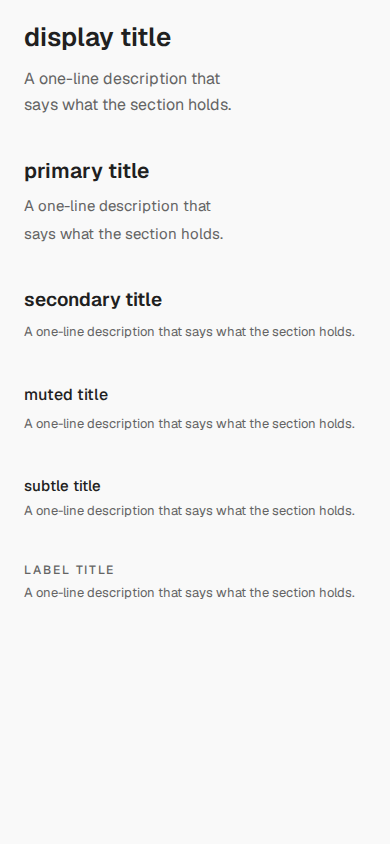 display title
A one-line description that
says what the section holds.
primary title
A one-line description that
says what the section holds.
secondary title
A one-line description that says what the section holds.
muted title
A one-line description that says what the section holds.
subtle title
A one-line description that says what the section holds.
LABEL TITLE
A one-line description that says what the section holds.